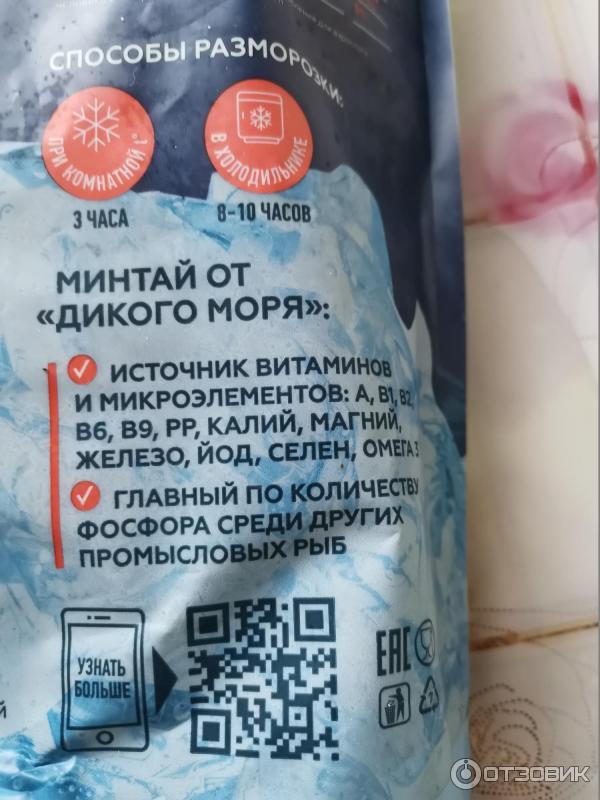 СПОСОБЫ РАЗМОРОЗКИ:
ПРИ КОМНАТНОЙ t°
В ХОЛОДИЛЬНИКЕ
3 ЧАСА
8-10 ЧАСОВ
МИНТАЙ ОТ
«ДИКОГО МОРЯ»:
ИСТОЧНИК ВИТАМИНОВ
И МИКРОЭЛЕМЕНТОВ: А, В1, В2,
В6, В9, РР, КАЛИЙ, МАГНИЙ,
ЖЕЛЕЗО, ЙОД, СЕЛЕН, ОМЕГА 3
ГЛАВНЫЙ ПО КОЛИЧЕСТВУ
ФОСФОРА СРЕДИ ДРУГИХ
ПРОМЫСЛОВЫХ РЫБ
УЗНАТЬ
БОЛЬШЕ
EAC
ОТЗОВИК